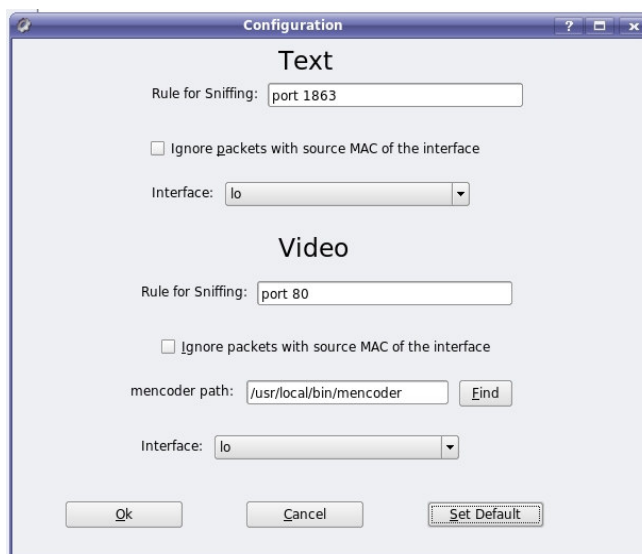 Configuration
Text
Rule for Sniffing: port 1863
Ignore packets with source MAC of the interface
Interface: lo
Video
Rule for Sniffing: port 80
Ignore packets with source MAC of the interface
mencoder path: /usr/local/bin/mencoder Find
Interface: lo
Ok Cancel Set Default